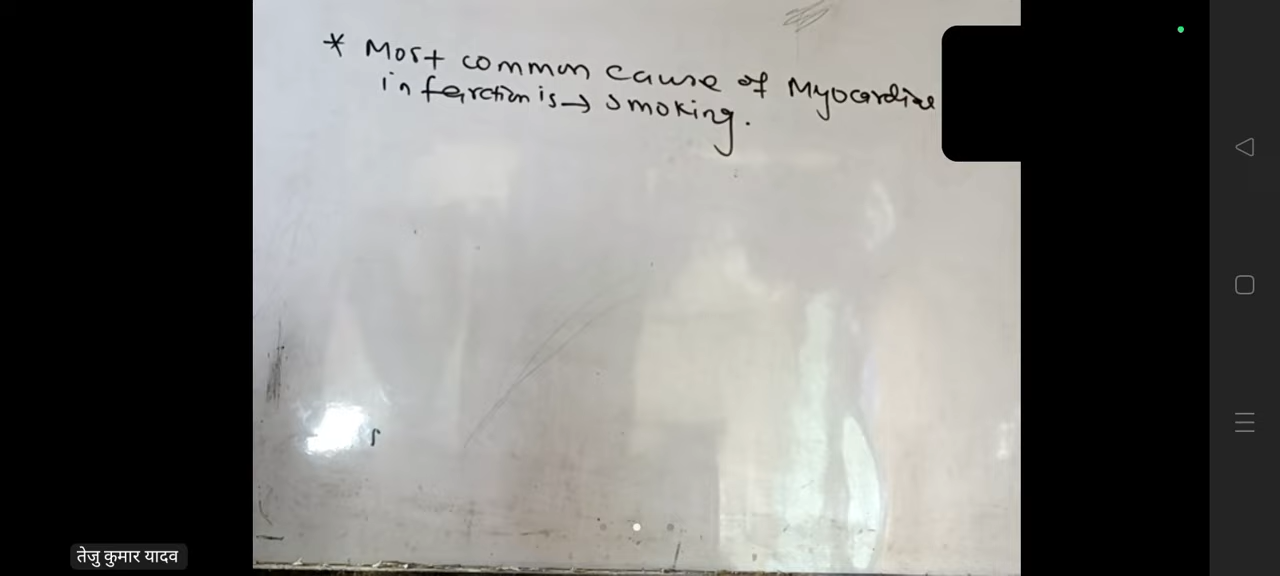 * Most common cause of Myocardial
infarction is → smoking.
तेजु कुमार यादव